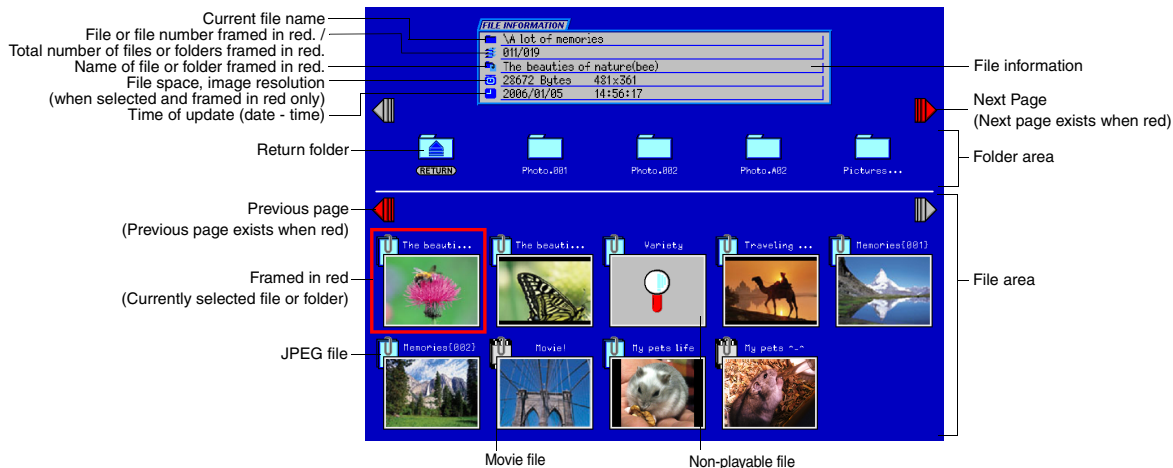 Current file name
File or file number framed in red. /
Total number of files or folders framed in red.
Name of file or folder framed in red.
File space, image resolution
(when selected and framed in red only)
Time of update (date - time)
FILE INFORMATION
\A lot of memories
011/019
The beauties of nature(bee)
28672 Bytes 481x361
2006/01/05 14:56:17
File information
Next Page
(Next page exists when red)
Return folder
RETURN
Photo.001
Photo.002
Photo.A02
Pictures...
Folder area
Previous page
(Previous page exists when red)
The beauti...
The beauti...
Variety
Traveling ...
Memories{001}
Framed in red
(Currently selected file or folder)
File area
JPEG file
Memories{002}
Movie!
My pets life
My pets ^-^
Movie file
Non-playable file